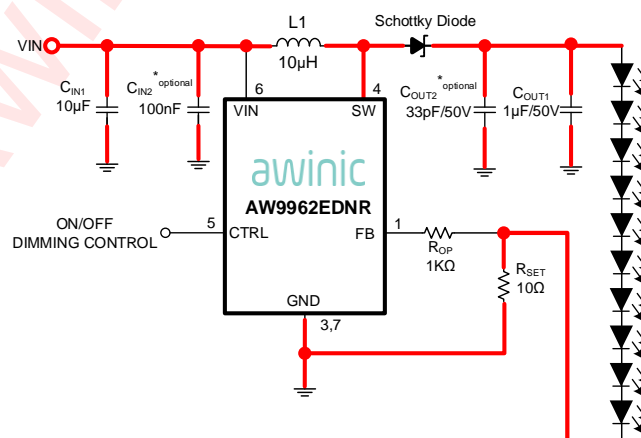 L1
Schottky Diode
VIN
10µH
CIN1
10µF
CIN2
*optional
100nF
6
4
VIN
SW
COUT2
*optional
33pF/50V
COUT1
1µF/50V
awinic
AW9962EDNR
ON/OFF
DIMMING CONTROL
5
CTRL
FB
1
ROP
1KΩ
RSET
10Ω
GND
3,7